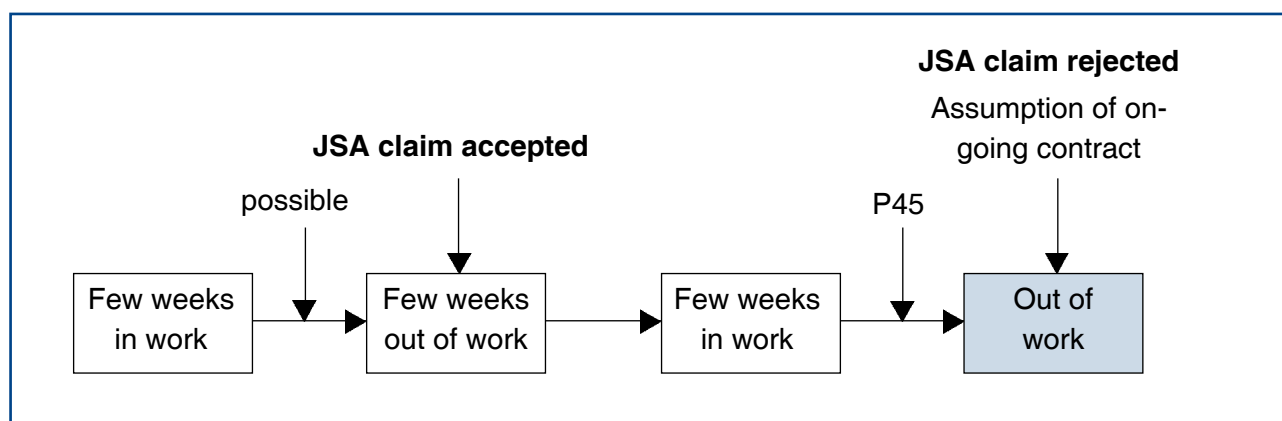 JSA claim rejected
Assumption of on-
going contract
JSA claim accepted
possible
P45
Few weeks
in work
Few weeks
out of work
Few weeks
in work
Out of
work